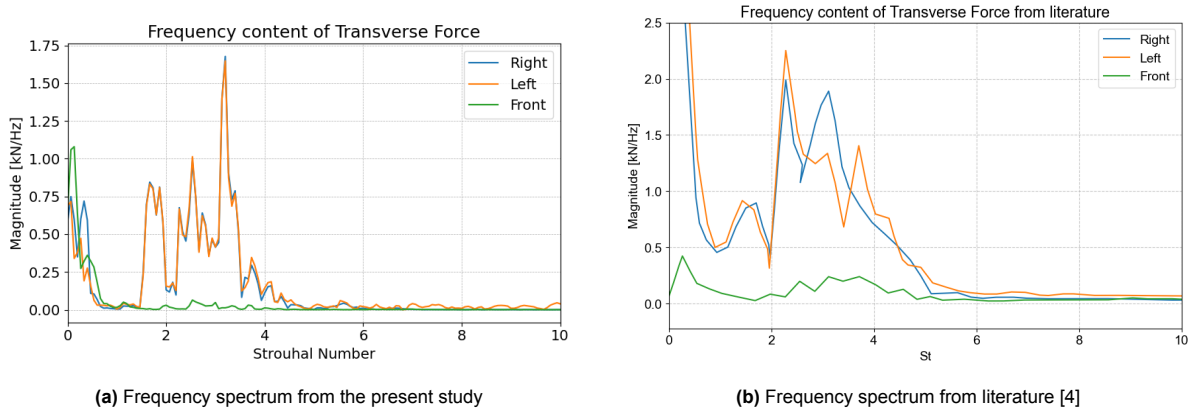 Frequency content of Transverse Force
Magnitude [kN/Hz]
1.75
1.50
1.25
1.00
0.75
0.50
0.25
0.00
0
2
4
6
8
10
Strouhal Number
Right
Left
Front
(a) Frequency spectrum from the present study
Frequency content of Transverse Force from literature
Magnitude [kN/Hz]
2.5
2.0
1.5
1.0
0.5
0.0
0
2
4
6
8
10
St
Right
Left
Front
(b) Frequency spectrum from literature [4]